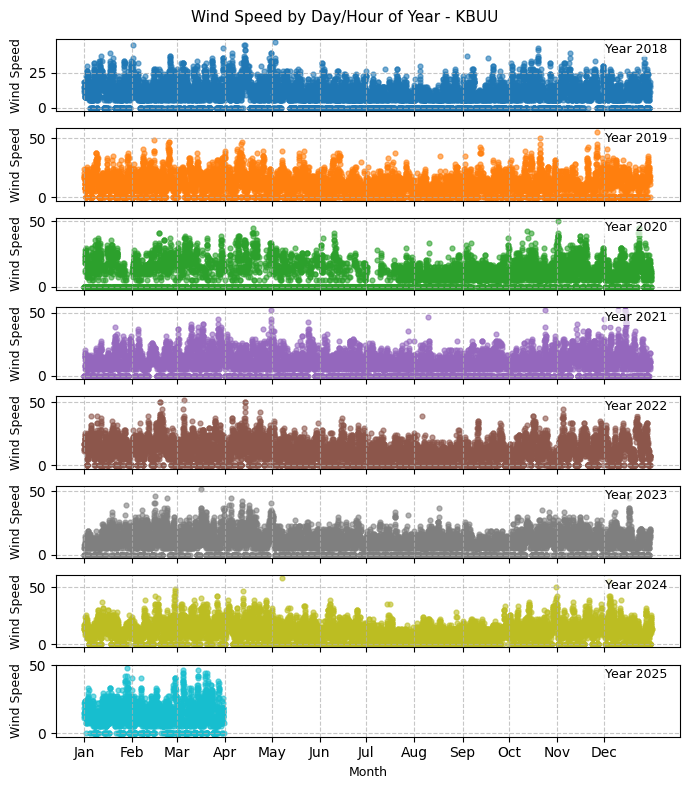 Wind Speed by Day/Hour of Year - KBUU
Wind Speed
25
0
Year 2018
Wind Speed
50
0
Year 2019
Wind Speed
50
0
Year 2020
Wind Speed
50
0
Year 2021
Wind Speed
50
0
Year 2022
Wind Speed
50
0
Year 2023
Wind Speed
50
0
Year 2024
Wind Speed
50
0
Year 2025
Jan Feb Mar Apr May Jun Jul Aug Sep Oct Nov Dec
Month